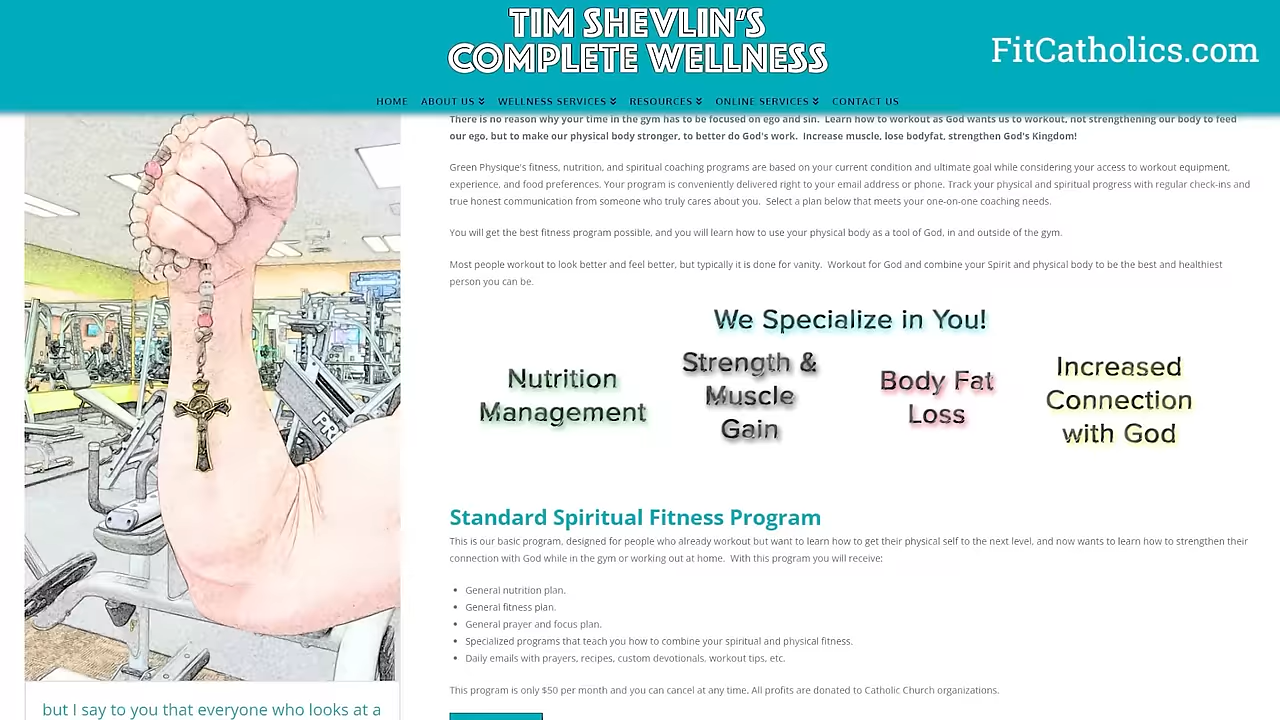 TIM SHEVLIN'S
COMPLETE WELLNESS
FitCatholics.com
HOME ABOUT US WELLNESS SERVICES RESOURCES ONLINE SERVICES CONTACT US
There is no reason why your time in the gym has to be focused on ego and sin. Learn how to workout as God wants us to workout, not strengthening our body to feed
our ego, but to make our physical body stronger, to better do God's work. Increase muscle, lose bodyfat, strengthen God's Kingdom!
Green Physique's fitness, nutrition, and spiritual coaching programs are based on your current condition and ultimate goal while considering your access to workout equipment,
experience, and food preferences. Your program is conveniently delivered right to your email address or phone. Track your physical and spiritual progress with regular check-ins and
true honest communication from someone who truly cares about you. Select a plan below that meets your one-on-one coaching needs.
You will get the best fitness program possible, and you will learn how to use your physical body as a tool of God, in and outside of the gym.
Most people workout to look better and feel better, but typically it is done for vanity. Workout for God and combine your Spirit and physical body to be the best and healthiest
person you can be.
We Specialize in You!
Nutrition
Management
Strength &
Muscle
Gain
Body Fat
Loss
Increased
Connection
with God
Standard Spiritual Fitness Program
This is our basic program, designed for people who already workout but want to learn how to get their physical self to the next level, and now wants to learn how to strengthen their
connection with God while in the gym or working out at home. With this program you will receive:
• General nutrition plan.
• General fitness plan.
• General prayer and focus plan.
• Specialized programs that teach you how to combine your spiritual and physical fitness.
• Daily emails with prayers, recipes, custom devotionals, workout tips, etc.
This program is only $50 per month and you can cancel at any time. All profits are donated to Catholic Church organizations.
but I say to you that everyone who looks at a